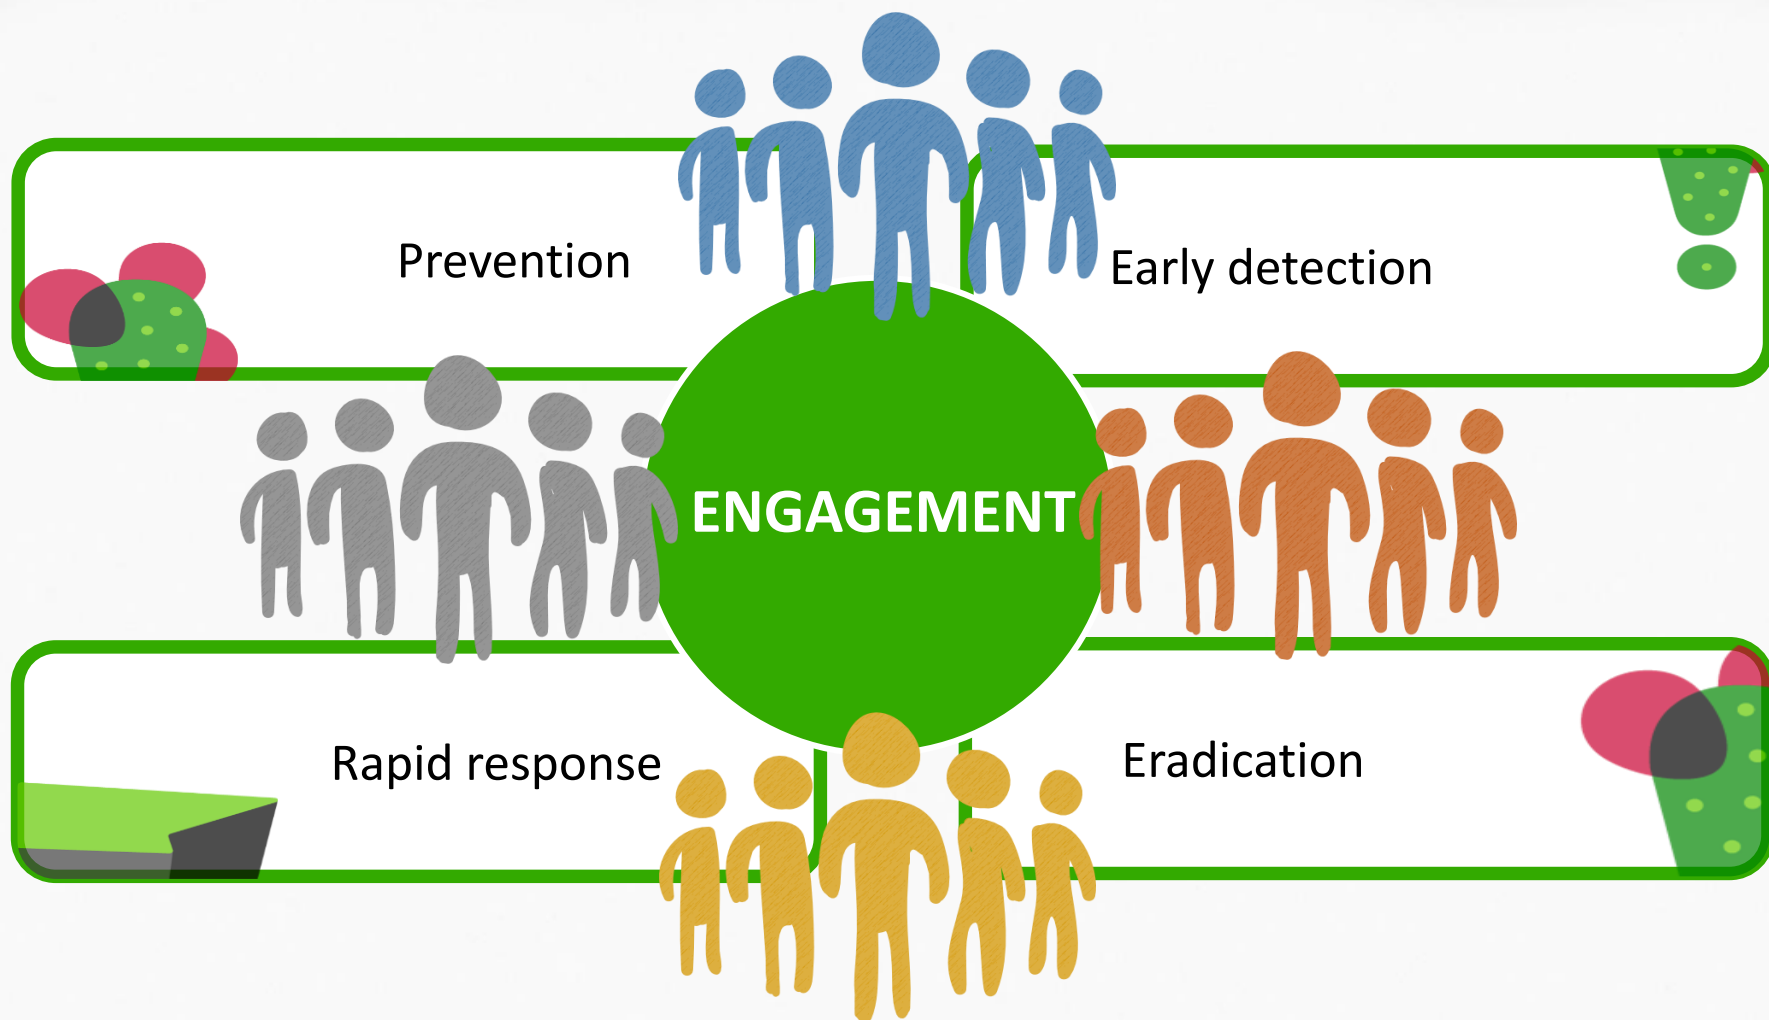 Prevention
Early detection
ENGAGEMENT
Rapid response
Eradication